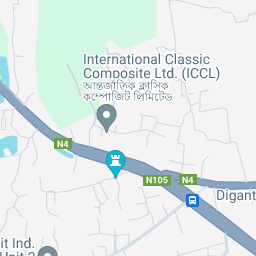 International Classic
Composite Ltd. (ICCL)
আন্তর্জাতিক ক্লাসিক
কম্পোজিট লিমিটেড
N4
N105
N4
Digant
it Ind.
Unit 2